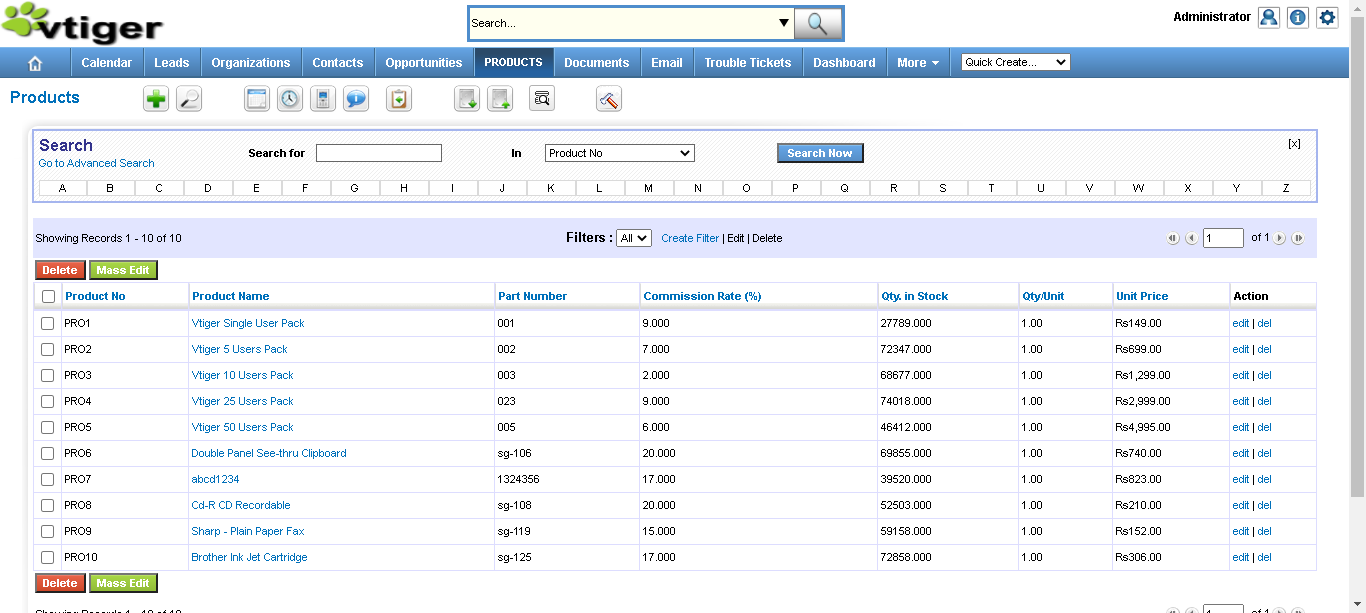 vtiger
Search...
Administrator
Calendar Leads Organizations Contacts Opportunities PRODUCTS Documents Email Trouble Tickets Dashboard More Quick Create...
Products
Search
Go to Advanced Search
Search for In Product No Search Now [x]
A B C D E F G H I J K L M N O P Q R S T U V W X Y Z
Showing Records 1 - 10 of 10 Filters : All Create Filter | Edit | Delete 1 of 1
Delete Mass Edit
Product No Product Name Part Number Commission Rate (%) Qty. in Stock Qty/Unit Unit Price Action
PRO1 Vtiger Single User Pack 001 9.000 27789.000 1.00 Rs149.00 edit | del
PRO2 Vtiger 5 Users Pack 002 7.000 72347.000 1.00 Rs699.00 edit | del
PRO3 Vtiger 10 Users Pack 003 2.000 68677.000 1.00 Rs1,299.00 edit | del
PRO4 Vtiger 25 Users Pack 023 9.000 74018.000 1.00 Rs2,999.00 edit | del
PRO5 Vtiger 50 Users Pack 005 6.000 46412.000 1.00 Rs4,995.00 edit | del
PRO6 Double Panel See-thru Clipboard sg-106 20.000 69855.000 1.00 Rs740.00 edit | del
PRO7 abcd1234 1324356 17.000 39520.000 1.00 Rs823.00 edit | del
PRO8 Cd-R CD Recordable sg-108 20.000 52503.000 1.00 Rs210.00 edit | del
PRO9 Sharp - Plain Paper Fax sg-119 15.000 59158.000 1.00 Rs152.00 edit | del
PRO10 Brother Ink Jet Cartridge sg-125 17.000 72858.000 1.00 Rs306.00 edit | del
Delete Mass Edit
Showing Records 1 - 10 of 10 1 of 1